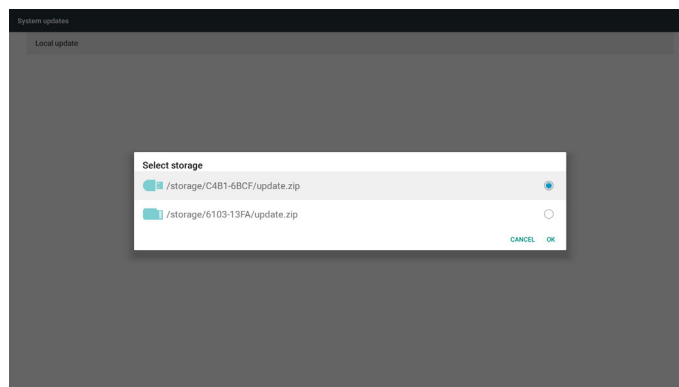 System updates
Local update
Select storage
/storage/C4B1-6BCF/update.zip
/storage/6103-13FA/update.zip
CANCEL OK